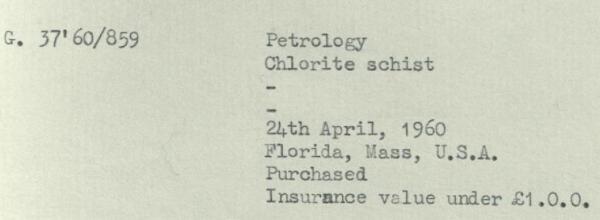 G. 37'60/859 Petrology
Chlorite schist
-
-
24th April, 1960
Florida, Mass, U.S.A.
Purchased
Insurance value under £1.0.0.